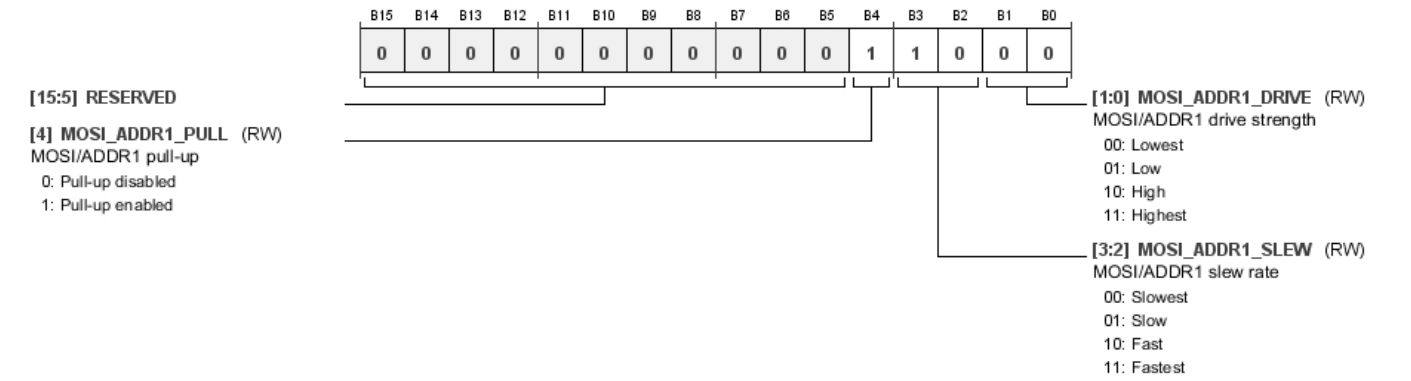 B15 B14 B13 B12 B11 B10 B9 B8 B7 B6 B5 B4 B3 B2 B1 B0
0 0 0 0 0 0 0 0 0 0 0 1 1 0 0 0
[15:5] RESERVED
[4] MOSI_ADDR1_PULL (RW)
MOSI/ADDR1 pull-up
0: Pull-up disabled
1: Pull-up enabled
[1:0] MOSI_ADDR1_DRIVE (RW)
MOSI/ADDR1 drive strength
00: Lowest
01: Low
10: High
11: Highest
[3:2] MOSI_ADDR1_SLEW (RW)
MOSI/ADDR1 slew rate
00: Slowest
01: Slow
10: Fast
11: Fastest